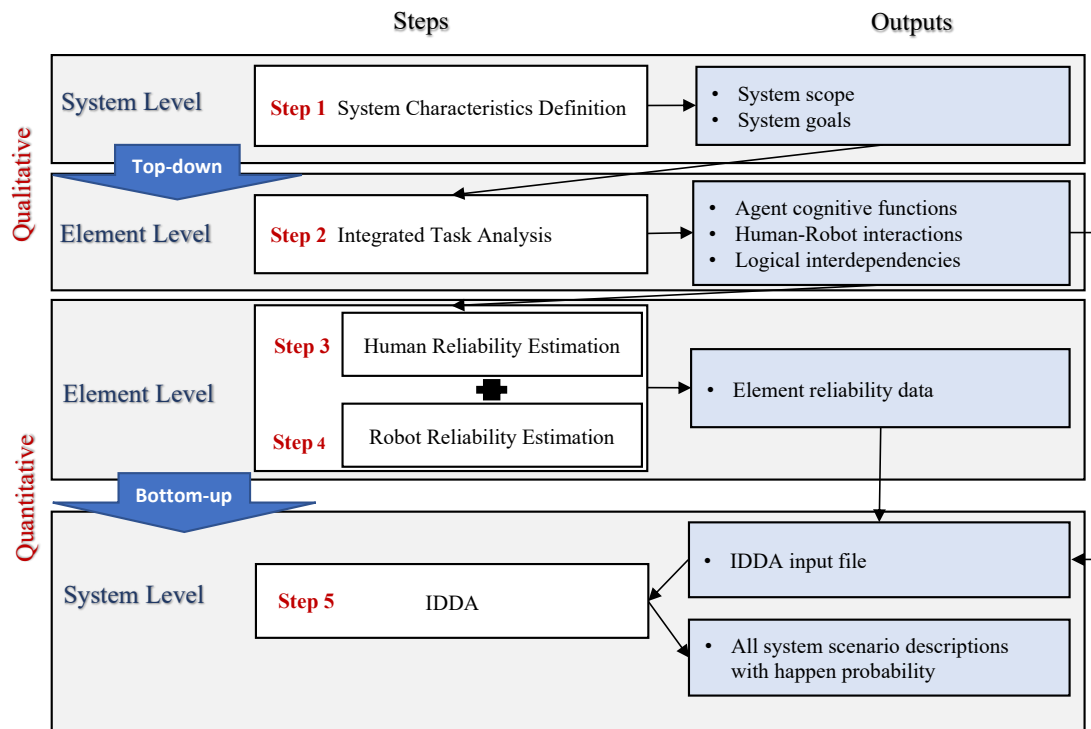 Steps
Outputs
Qualitative
System Level
Step 1 System Characteristics Definition
• System scope
• System goals
Top-down
Element Level
Step 2 Integrated Task Analysis
• Agent cognitive functions
• Human-Robot interactions
• Logical interdependencies
Quantitative
Element Level
Step 3
Human Reliability Estimation
Step 4
Robot Reliability Estimation
• Element reliability data
Bottom-up
System Level
Step 5 IDDA
• IDDA input file
• All system scenario descriptions
with happen probability